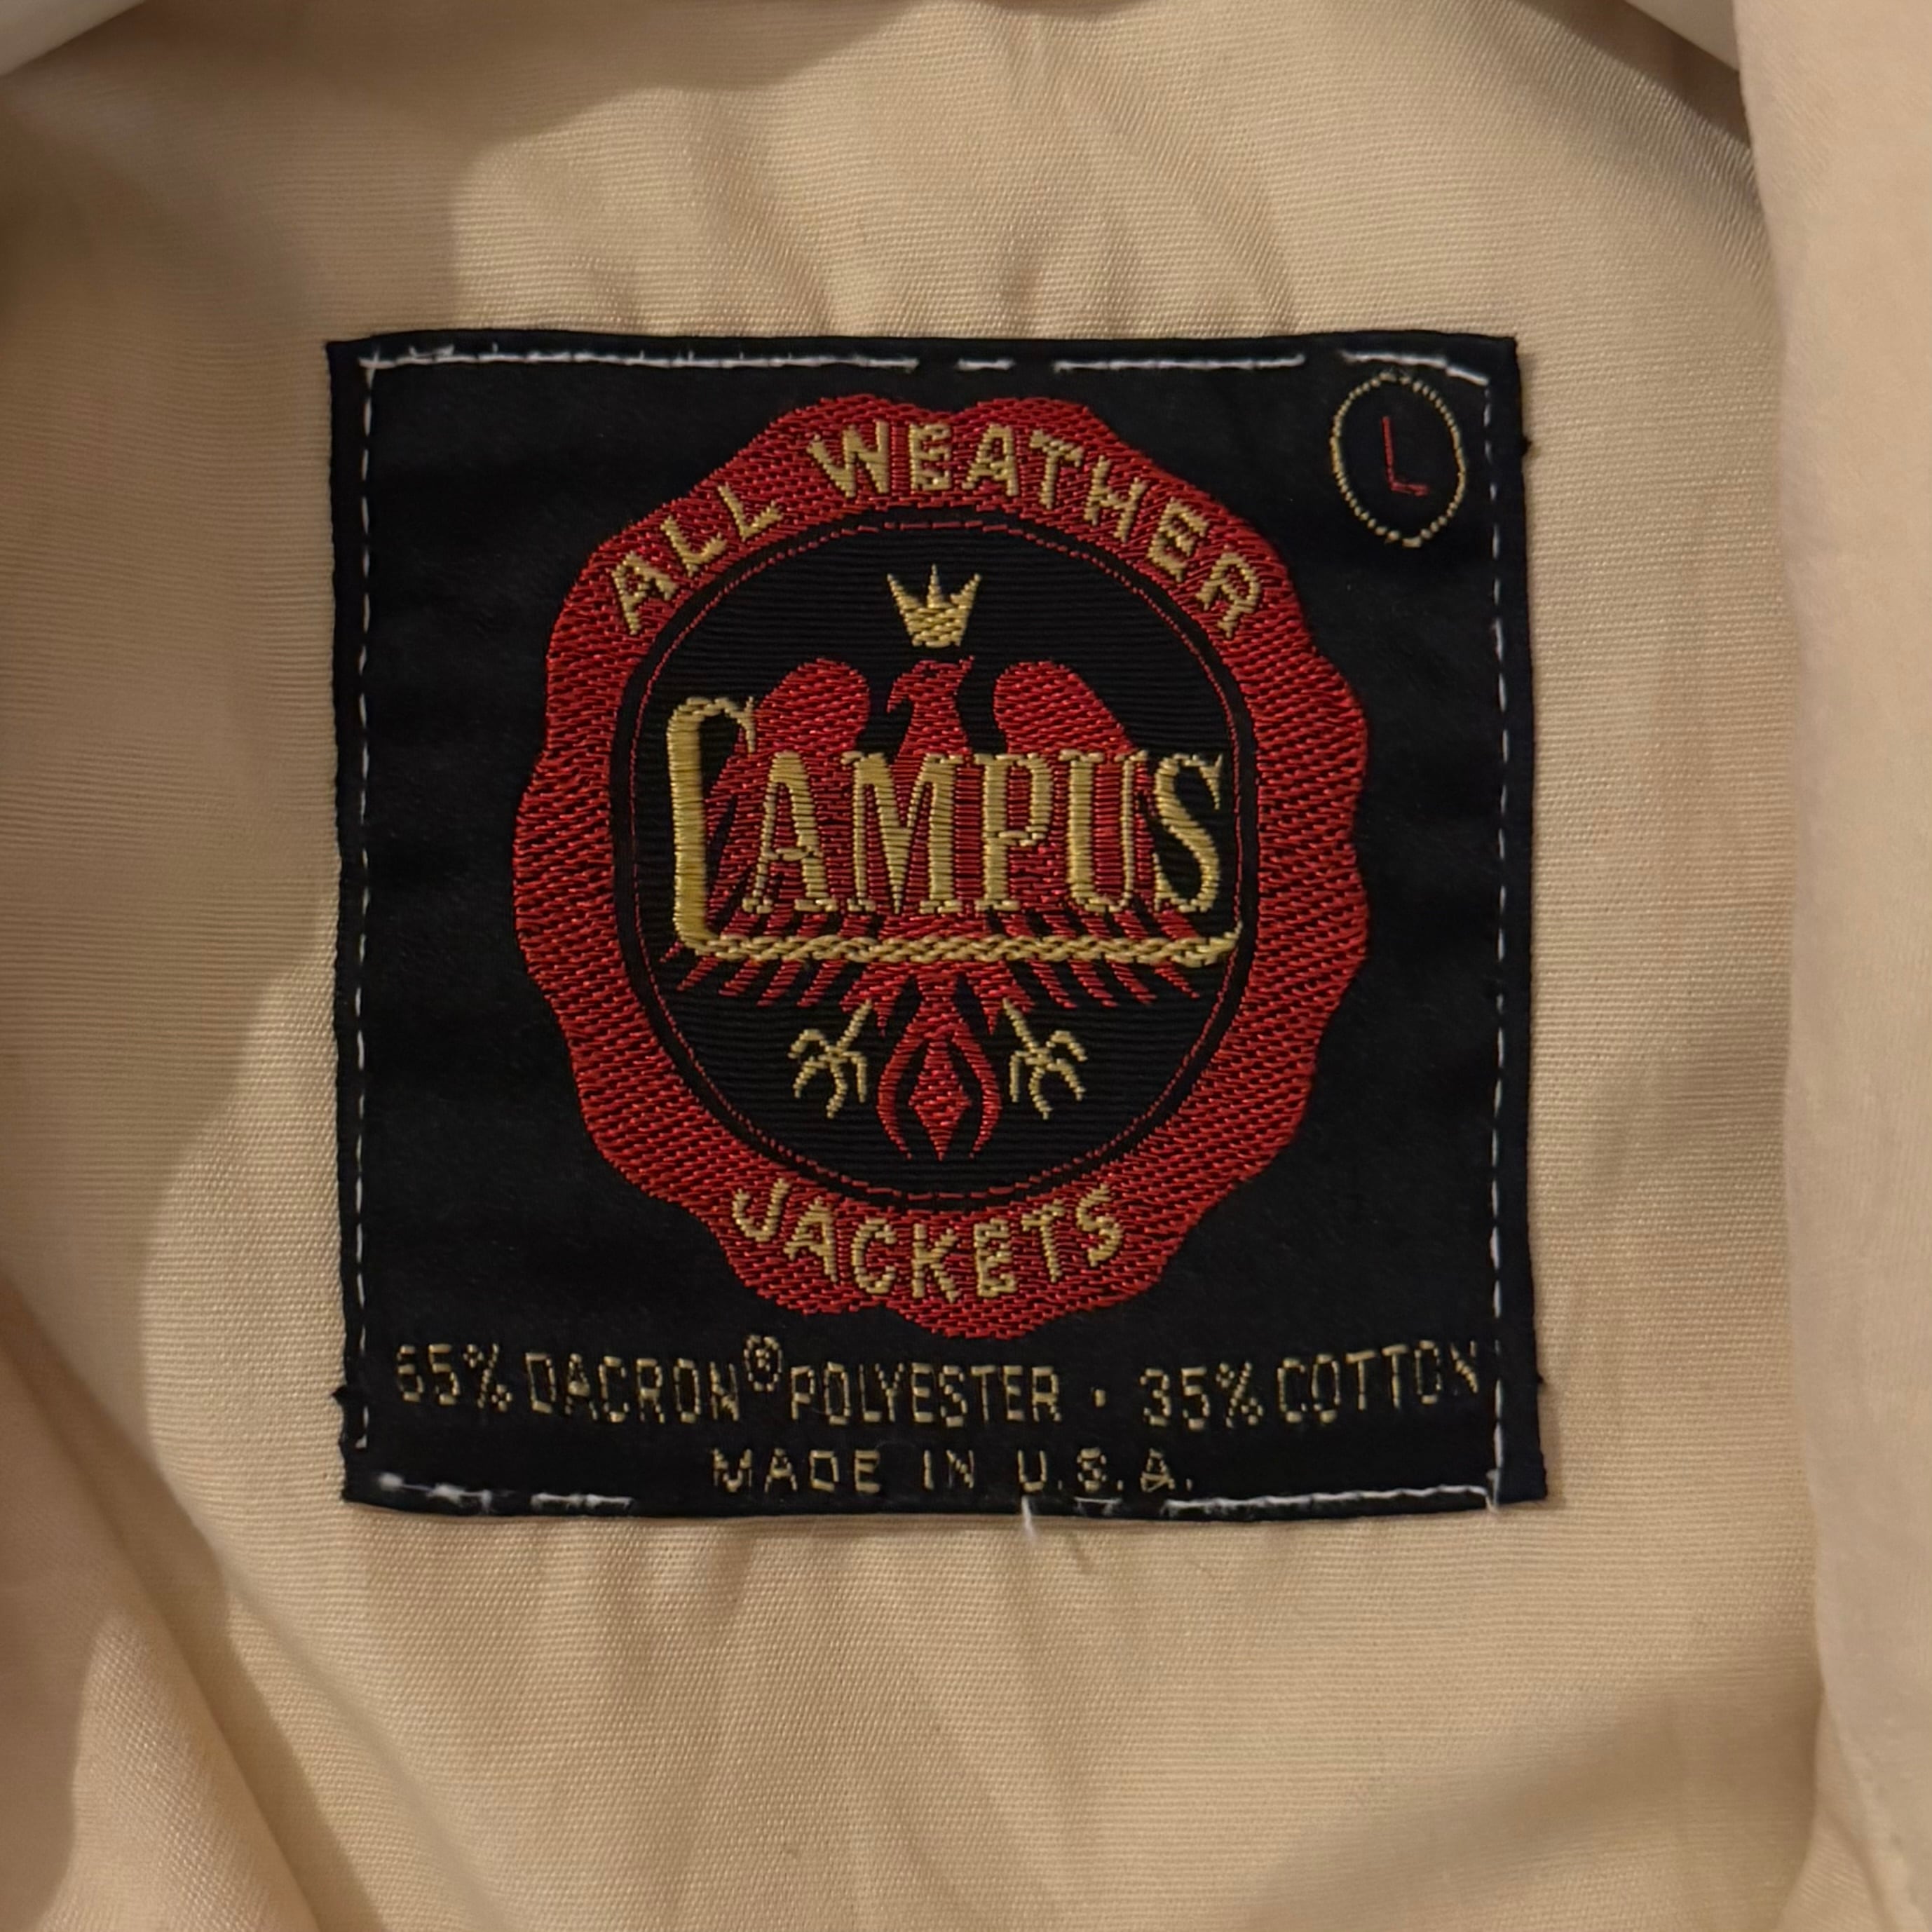 L
ALL WEATHER
CAMPUS
JACKETS
65% DACRON® POLYESTER · 35% COTTON
MADE IN U.S.A.